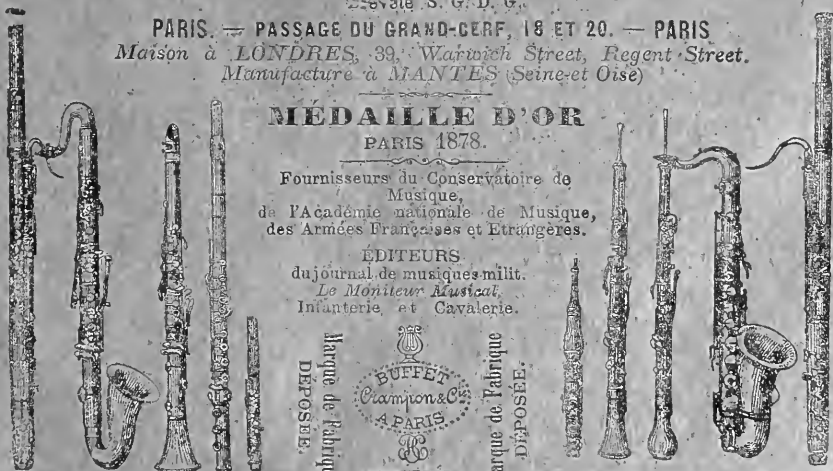 S. G. D. G.
PARIS. — PASSAGE DU GRAND-CERF, 18 ET 20. — PARIS
Maison à LONDRES, 39, Warwich Street, Regent Street.
Manufacture à MANTES (Seine-et Oise)
MÉDAILLE D'OR
PARIS 1878.
Fournisseurs du Conservatoire de
Musique,
de l'Académie nationale de Musique,
des Armées Françaises et Etrangères.
ÉDITEURS
du journal de musiques milit.
Le Moniteur Musical,
Infanterie et Cavalerie.
Marque de Fabrique
DÉPOSÉE.
BUFFET
Crampon & Cie
A PARIS
Marque de Fabrique
DÉPOSÉE.